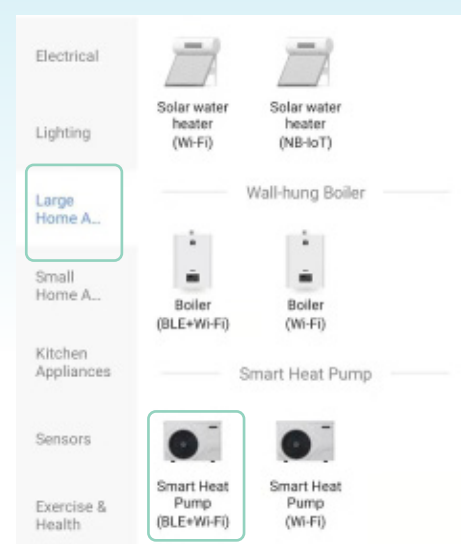 Electrical
Lighting
Large
Home A...
Small
Home A...
Kitchen
Appliances
Sensors
Exercise &
Health
Solar water
heater
(Wi-Fi)
Solar water
heater
(NB-IoT)
Wall-hung Boiler
Boiler
(BLE+Wi-Fi)
Boiler
(Wi-Fi)
Smart Heat Pump
Smart Heat
Pump
(BLE+Wi-Fi)
Smart Heat
Pump
(Wi-Fi)